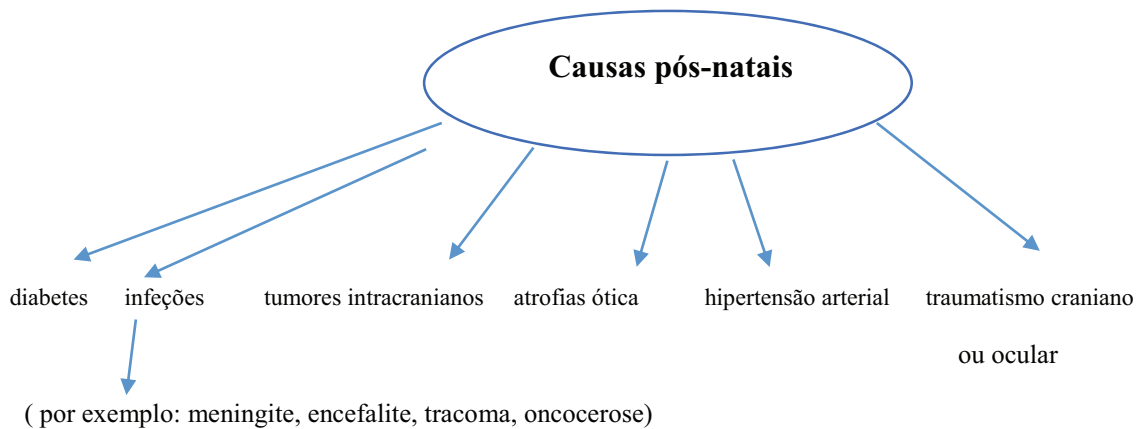 Causas pós-natais
diabetes infeções tumores intracranianos atrofias ótica hipertensão arterial traumatismo craniano
ou ocular
( por exemplo: meningite, encefalite, tracoma, oncocerose)